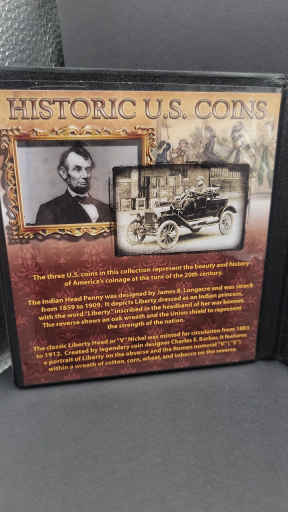 HISTORIC U.S. COINS
The three U.S. coins in this collection represent the beauty and history
of America's coinage at the turn of the 20th century.
The Indian Head Penny was designed by James B. Longacre and was struck
from 1859 to 1909. It depicts Liberty dressed as an Indian princess,
with the word "Liberty" inscribed in the headband of her war bonnet.
The reverse shows an oak wreath and the Union shield to represent
the strength of the nation.
The classic Liberty Head or "V" Nickel was minted for circulation from 1883
to 1912. Created by legendary coin designer Charles E. Barber, it features
a portrait of Liberty on the obverse and the Roman numeral "V" ("5")
within a wreath of cotton, corn, wheat, and tobacco on the reverse.